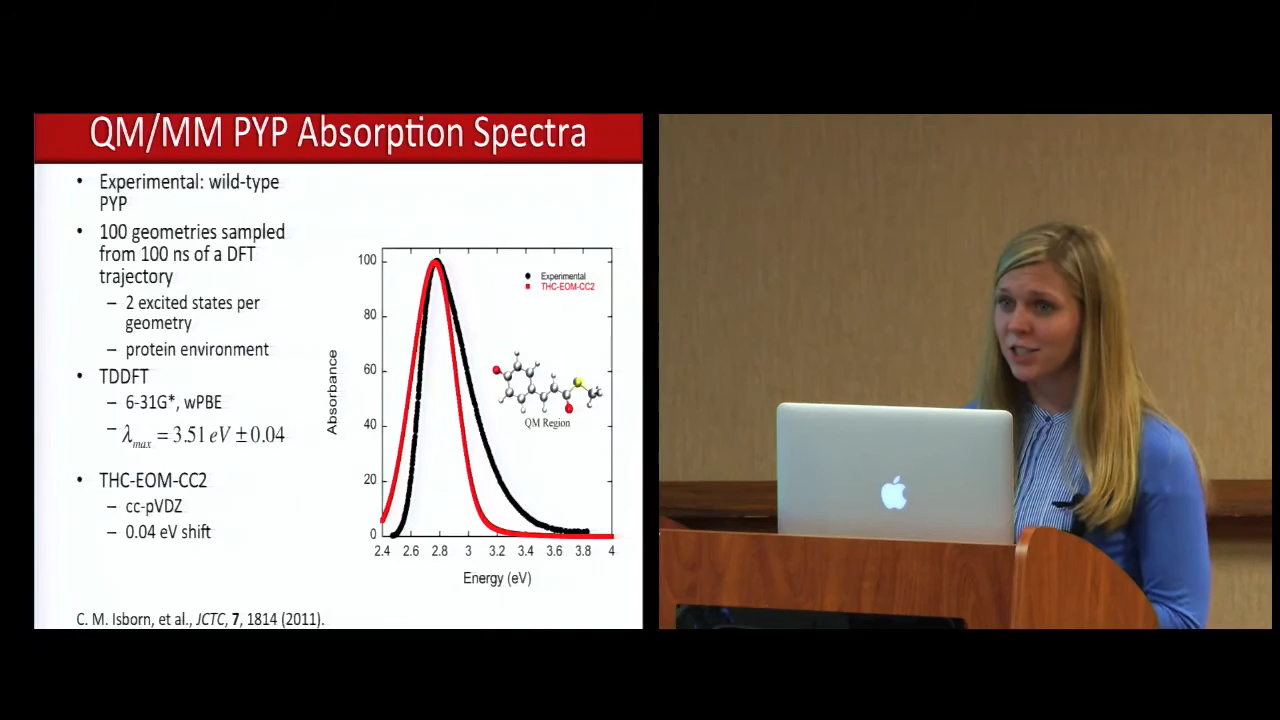 QM/MM PYP Absorption Spectra
• Experimental: wild-type
PYP
• 100 geometries sampled
from 100 ns of a DFT
trajectory
– 2 excited states per
geometry
– protein environment
• TDDFT
– 6-31G*, wPBE
– λmax = 3.51 eV ± 0.04
• THC-EOM-CC2
– cc-pVDZ
– 0.04 eV shift
C. M. Isborn, et al., JCTC, 7, 1814 (2011).
Absorbance
100
80
60
40
20
0
2.4 2.6 2.8 3 3.2 3.4 3.6 3.8 4
Energy (eV)
Experimental
THC-EOM-CC2
QM Region